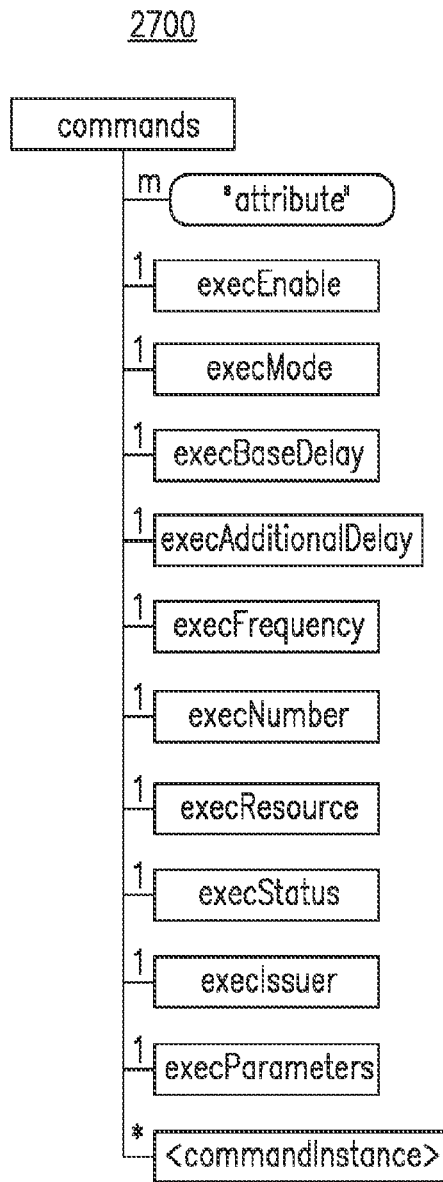 2700
commands
m
"attribute"
1
execEnable
1
execMode
1
execBaseDelay
1
execAdditionalDelay
1
execFrequency
1
execNumber
1
execResource
1
execStatus
1
execIssuer
1
execParameters
*
<commandInstance>